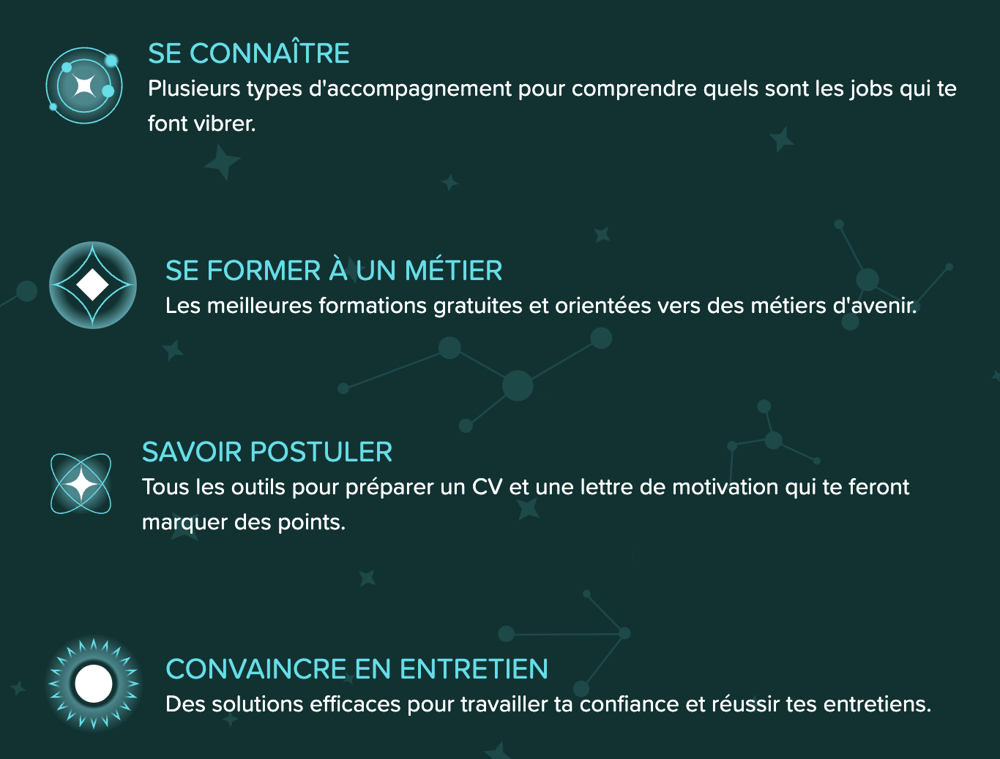 SE CONNAÎTRE
Plusieurs types d'accompagnement pour comprendre quels sont les jobs qui te
font vibrer.
SE FORMER À UN MÉTIER
Les meilleures formations gratuites et orientées vers des métiers d'avenir.
SAVOIR POSTULER
Tous les outils pour préparer un CV et une lettre de motivation qui te feront
marquer des points.
CONVAINCRE EN ENTRETIEN
Des solutions efficaces pour travailler ta confiance et réussir tes entretiens.